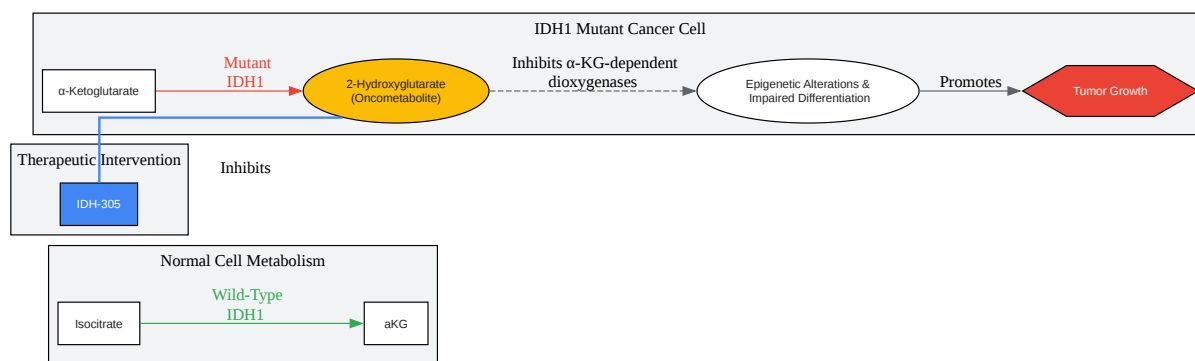 IDH1 Mutant Cancer Cell
α-Ketoglutarate
Mutant
IDH1
2-Hydroxyglutarate
(Oncometabolite)
Inhibits α-KG-dependent
dioxygenases
Epigenetic Alterations &
Impaired Differentiation
Promotes
Tumor Growth
Therapeutic Intervention
IDH-305
Inhibits
Normal Cell Metabolism
Isocitrate
Wild-Type
IDH1
aKG